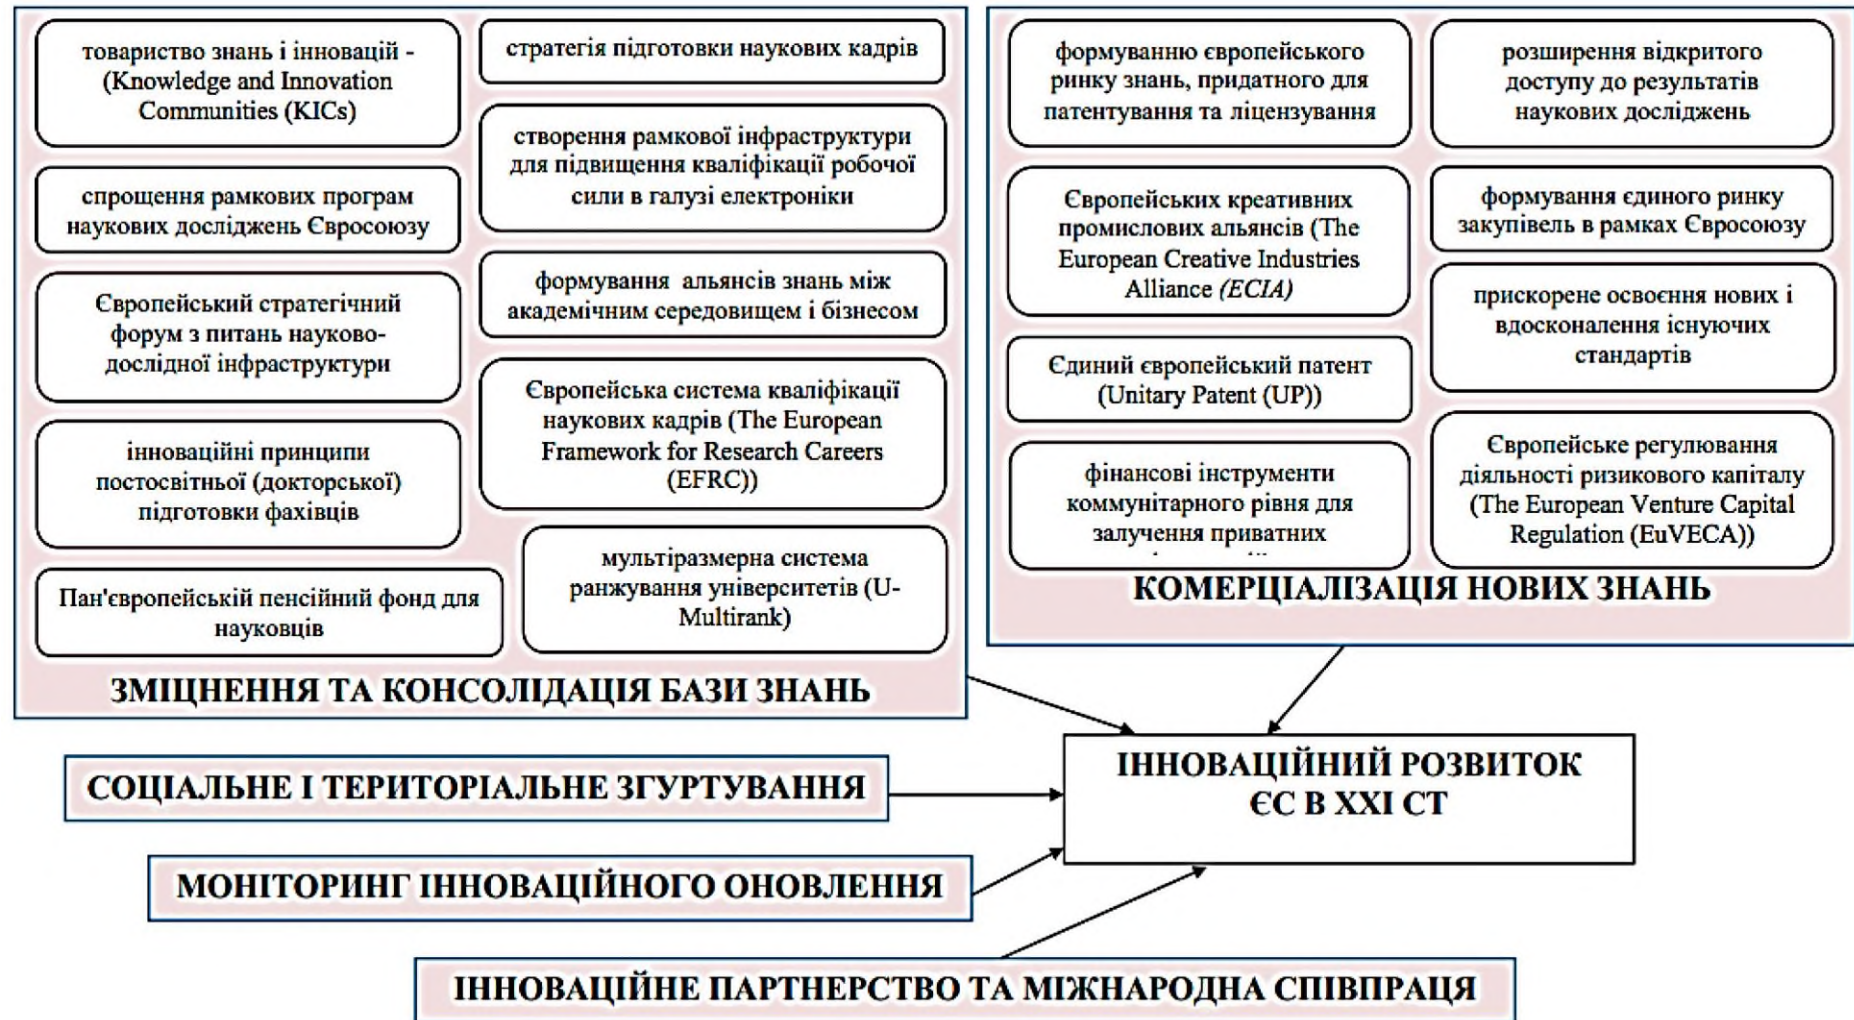 товариство знань і інновацій -
(Knowledge and Innovation
Communities (KICs)
спрощення рамкових програм
наукових досліджень Євросоюзу
Європейський стратегічний
форум з питань науково-
дослідної інфраструктури
інноваційні принципи
постосвітньої (докторської)
підготовки фахівців
Пан'європейській пенсійний фонд для
науковців
стратегія підготовки наукових кадрів
створення рамкової інфраструктури
для підвищення кваліфікації робочої
сили в галузі електроніки
формування альянсів знань між
академічним середовищем і бізнесом
Європейська система кваліфікації
наукових кадрів (The European
Framework for Research Careers
(EFRC))
мультіразмерна система
ранжування університетів (U-
Multirank)
ЗМІЦНЕННЯ ТА КОНСОЛІДАЦІЯ БАЗИ ЗНАНЬ
формуванню європейського
ринку знань, придатного для
патентування та ліцензування
Європейських креативних
промислових альянсів (The
European Creative Industries
Alliance (ECIA)
Єдиний європейський патент
(Unitary Patent (UP))
фінансові інструменти
коммунітарного рівня для
залучення приватних
розширення відкритого
доступу до результатів
наукових досліджень
формування єдиного ринку
закупівель в рамках Євросоюзу
прискорене освоєння нових і
вдосконалення існуючих
стандартів
Європейське регулювання
діяльності ризикового капіталу
(The European Venture Capital
Regulation (EuVECA))
КОМЕРЦІАЛІЗАЦІЯ НОВИХ ЗНАНЬ
СОЦІАЛЬНЕ І ТЕРИТОРІАЛЬНЕ ЗГУРТУВАННЯ
ІННОВАЦІЙНИЙ РОЗВИТОК
ЄС В XXI СТ
МОНІТОРИНГ ІННОВАЦІЙНОГО ОНОВЛЕННЯ
ІННОВАЦІЙНЕ ПАРТНЕРСТВО ТА МІЖНАРОДНА СПІВПРАЦЯ